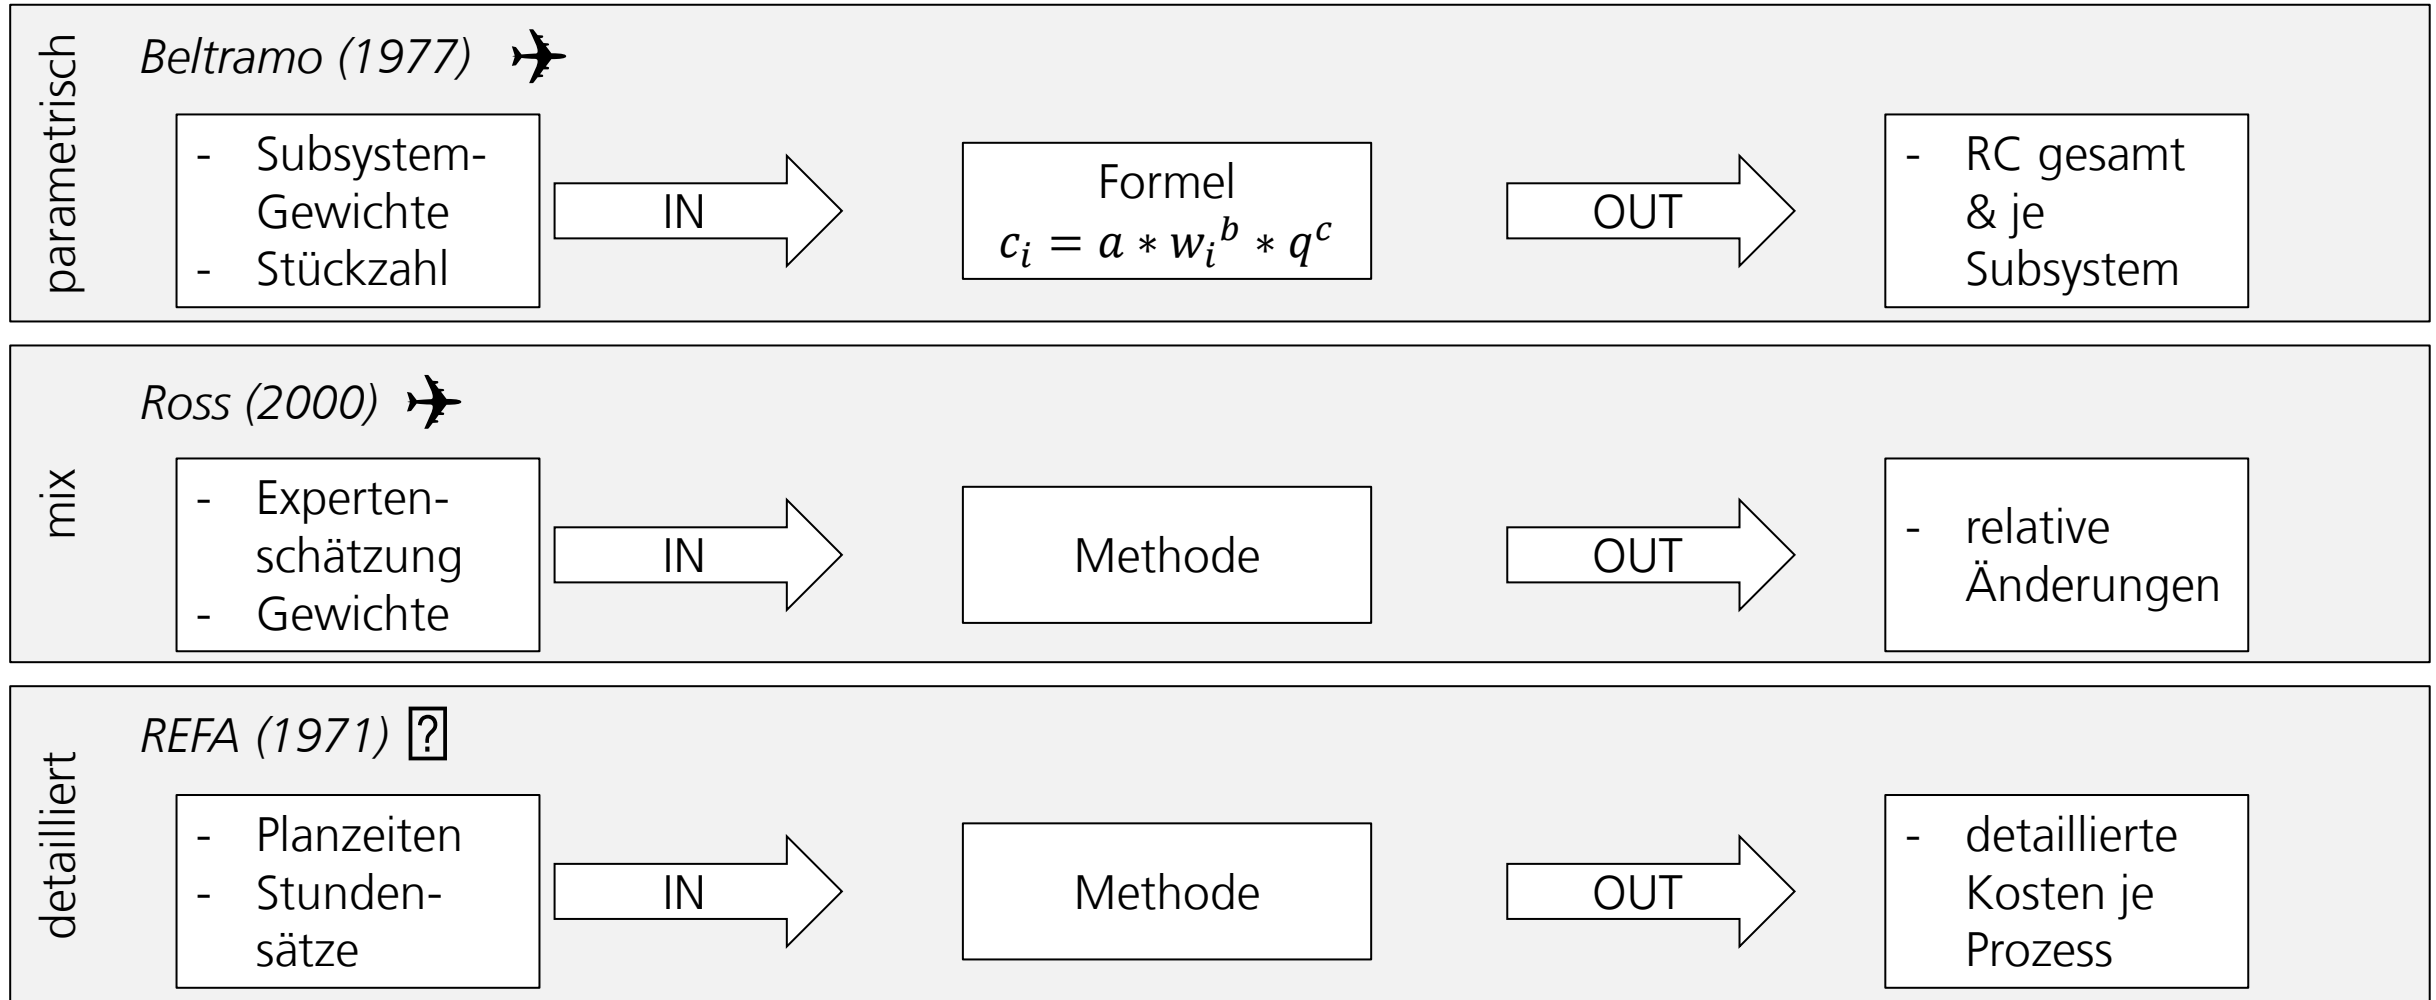 parametrisch
Beltramo (1977) ✈
- Subsystem-
Gewichte
- Stückzahl
IN
Formel
c_i = a * w_i^b * q^c
OUT
- RC gesamt
& je
Subsystem
mix
Ross (2000) ✈
- Experten-
schätzung
- Gewichte
IN
Methode
OUT
- relative
Änderungen
detailliert
REFA (1971) ?
- Planzeiten
- Stunden-
sätze
IN
Methode
OUT
- detaillierte
Kosten je
Prozess